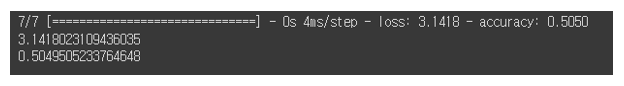 7/7 [==============================] - 0s 4ms/step - loss: 3.1418 - accuracy: 0.5050
3.1418023109436035
0.5049505233764648